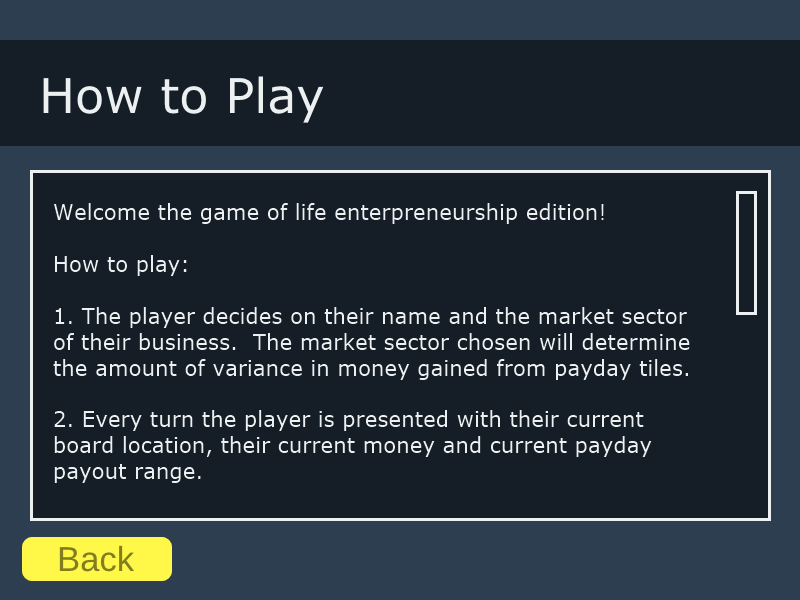 How to Play
Welcome the game of life enterpreneurship edition!
How to play:
1. The player decides on their name and the market sector
of their business.  The market sector chosen will determine
the amount of variance in money gained from payday tiles.
2. Every turn the player is presented with their current
board location, their current money and current payday
payout range.
Back